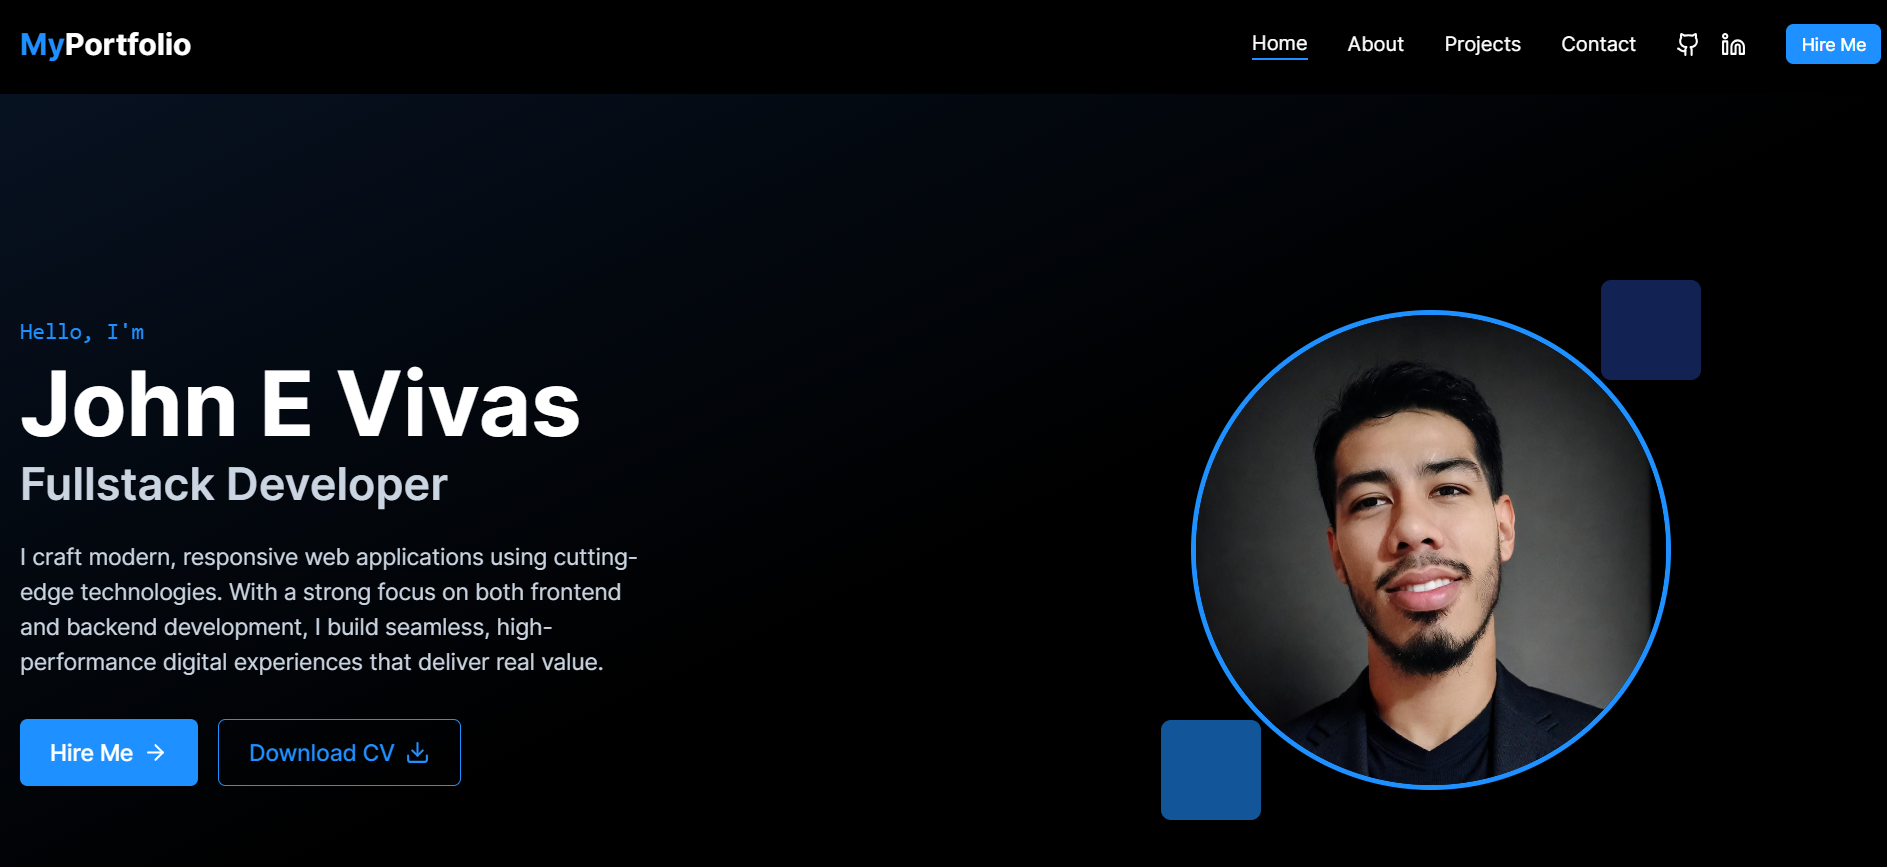 MyPortfolio
Home
About
Projects
Contact
Hire Me
Hello, I'm
John E Vivas
Fullstack Developer
I craft modern, responsive web applications using cutting-
edge technologies. With a strong focus on both frontend
and backend development, I build seamless, high-
performance digital experiences that deliver real value.
Hire Me
Download CV